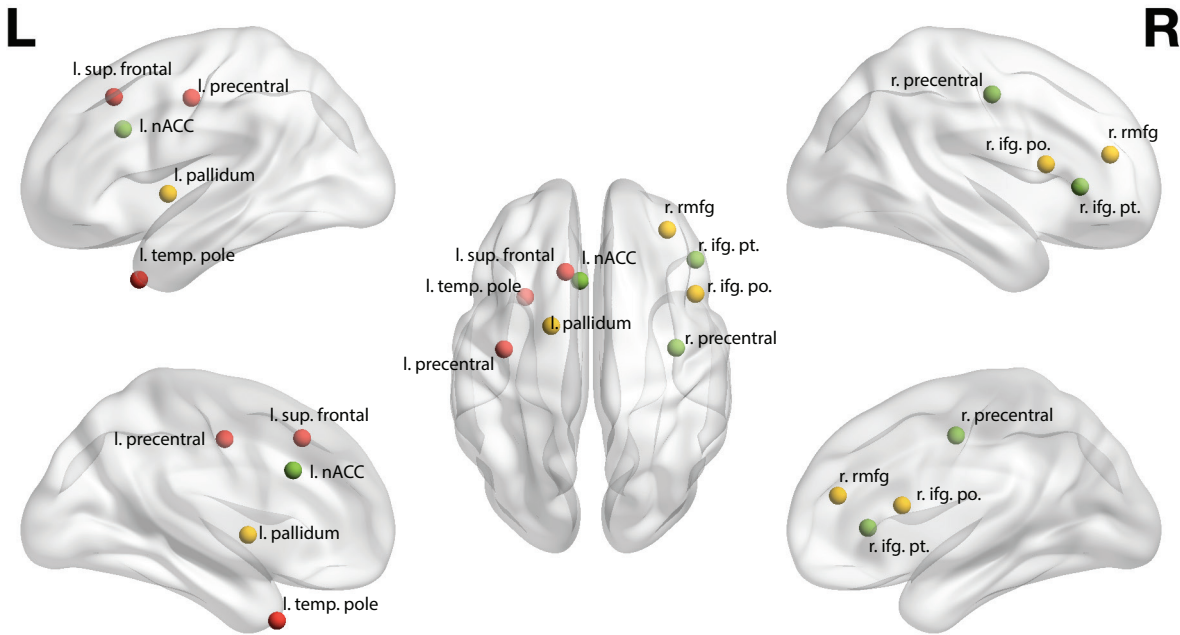 L
R
l. sup. frontal
l. precentral
l. nACC
l. pallidum
l. temp. pole
r. precentral
r. rmfg
r. ifg. po.
r. ifg. pt.
r. rmfg
r. ifg. pt.
l. sup. frontal
l. nACC
l. temp. pole
r. ifg. po.
l. pallidum
r. precentral
l. precentral
l. sup. frontal
l. precentral
l. nACC
l. pallidum
l. temp. pole
r. precentral
r. rmfg
r. ifg. po.
r. ifg. pt.